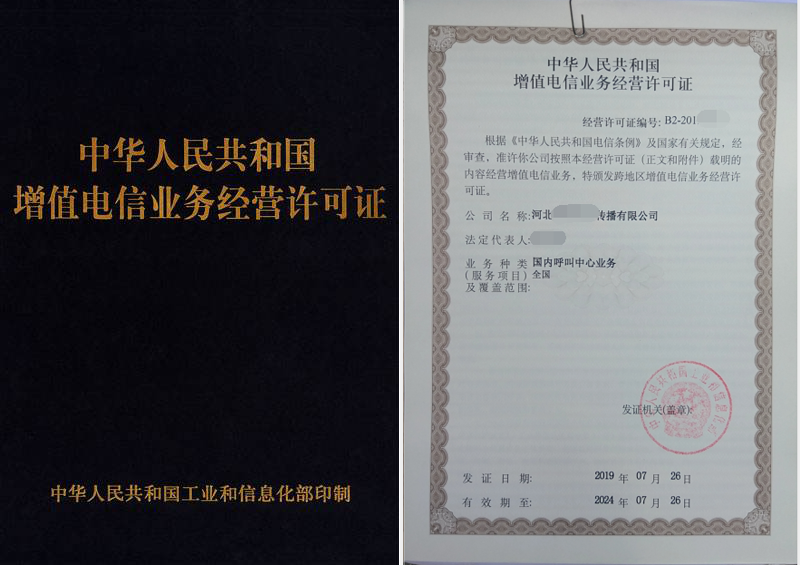 中华人民共和国
增值电信业务经营许可证
中华人民共和国工业和信息化部印制
中华人民共和国
增值电信业务经营许可证
经营许可证编号: B2-201
根据《中华人民共和国电信条例》及国家有关规定，经
审查，准许你公司按照本经营许可证（正文和附件）载明的
内容经营增值电信业务，特颁发跨地区增值电信业务经营许
可证。
公司名称:河北 传播有限公司
法定代表人:
业务种类 国内呼叫中心业务
(服务项目) 全国
及覆盖范围:
发证机关(盖章):
发证日期: 2019 年 07 月 26 日
有效期至: 2024 年 07 月 26 日